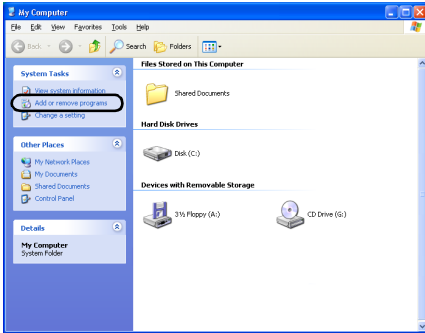 My Computer
File Edit View Favorites Tools Help
Back Search Folders
System Tasks
View system information
Add or remove programs
Change a setting
Other Places
My Network Places
My Documents
Shared Documents
Control Panel
Details
My Computer
System Folder
Files Stored on This Computer
Shared Documents
Hard Disk Drives
Disk (C:)
Devices with Removable Storage
3½ Floppy (A:) CD Drive (G:)